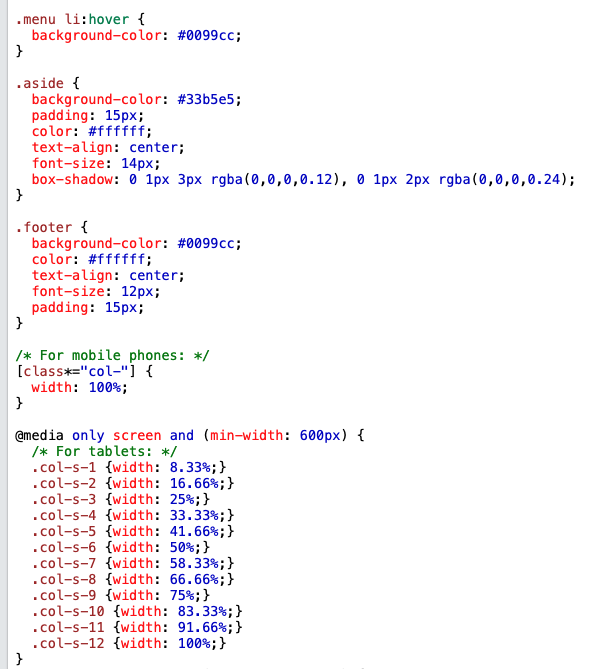 .menu li:hover {
  background-color: #0099cc;
}

.aside {
  background-color: #33b5e5;
  padding: 15px;
  color: #ffffff;
  text-align: center;
  font-size: 14px;
  box-shadow: 0 1px 3px rgba(0,0,0,0.12), 0 1px 2px rgba(0,0,0,0.24);
}

.footer {
  background-color: #0099cc;
  color: #ffffff;
  text-align: center;
  font-size: 12px;
  padding: 15px;
}

/* For mobile phones: */
[class*="col-"] {
  width: 100%;
}

@media only screen and (min-width: 600px) {
  /* For tablets: */
  .col-s-1 {width: 8.33%;}
  .col-s-2 {width: 16.66%;}
  .col-s-3 {width: 25%;}
  .col-s-4 {width: 33.33%;}
  .col-s-5 {width: 41.66%;}
  .col-s-6 {width: 50%;}
  .col-s-7 {width: 58.33%;}
  .col-s-8 {width: 66.66%;}
  .col-s-9 {width: 75%;}
  .col-s-10 {width: 83.33%;}
  .col-s-11 {width: 91.66%;}
  .col-s-12 {width: 100%;}
}